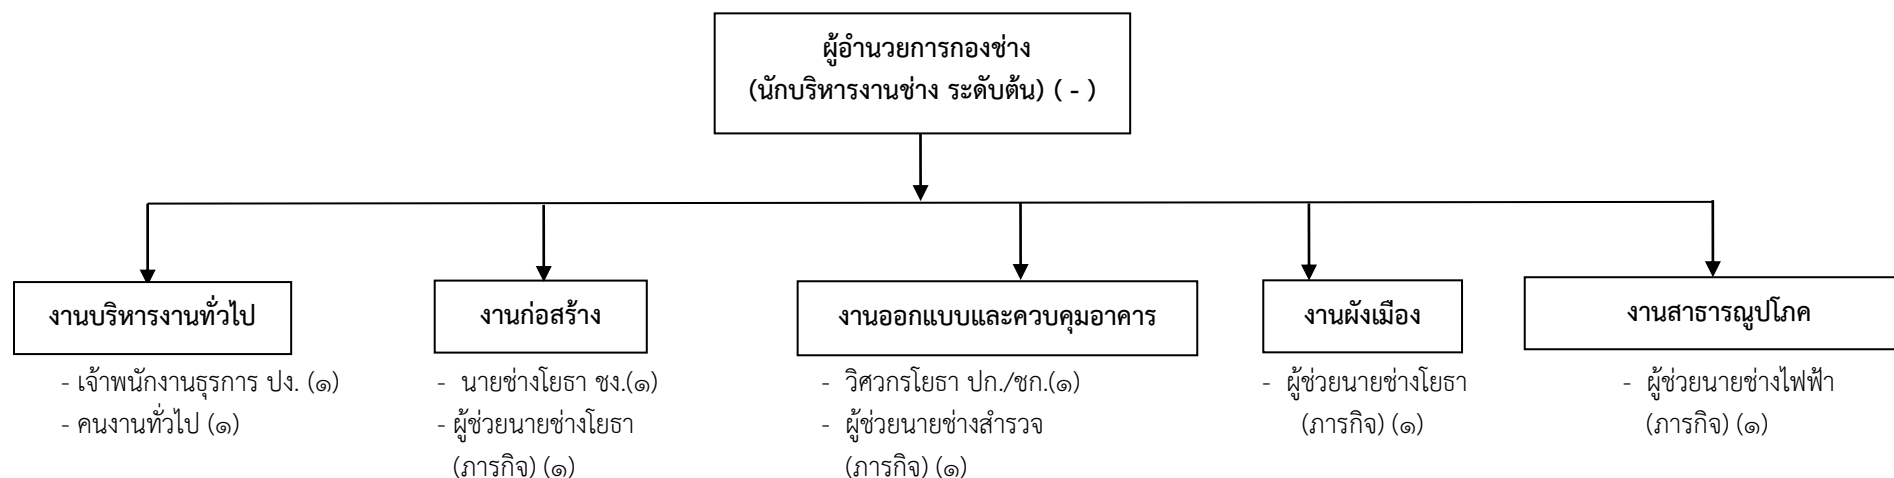 ผู้อำนวยการกองช่าง
(นักบริหารงานช่าง ระดับต้น) ( - )
งานบริหารงานทั่วไป
- เจ้าพนักงานธุรการ ปง. (๑)
- คนงานทั่วไป (๑)
งานก่อสร้าง
- นายช่างโยธา ชง.(๑)
- ผู้ช่วยนายช่างโยธา
(ภารกิจ) (๑)
งานออกแบบและควบคุมอาคาร
- วิศวกรโยธา ปก./ชก.(๑)
- ผู้ช่วยนายช่างสำรวจ
(ภารกิจ) (๑)
งานผังเมือง
- ผู้ช่วยนายช่างโยธา
(ภารกิจ) (๑)
งานสาธารณูปโภค
- ผู้ช่วยนายช่างไฟฟ้า
(ภารกิจ) (๑)